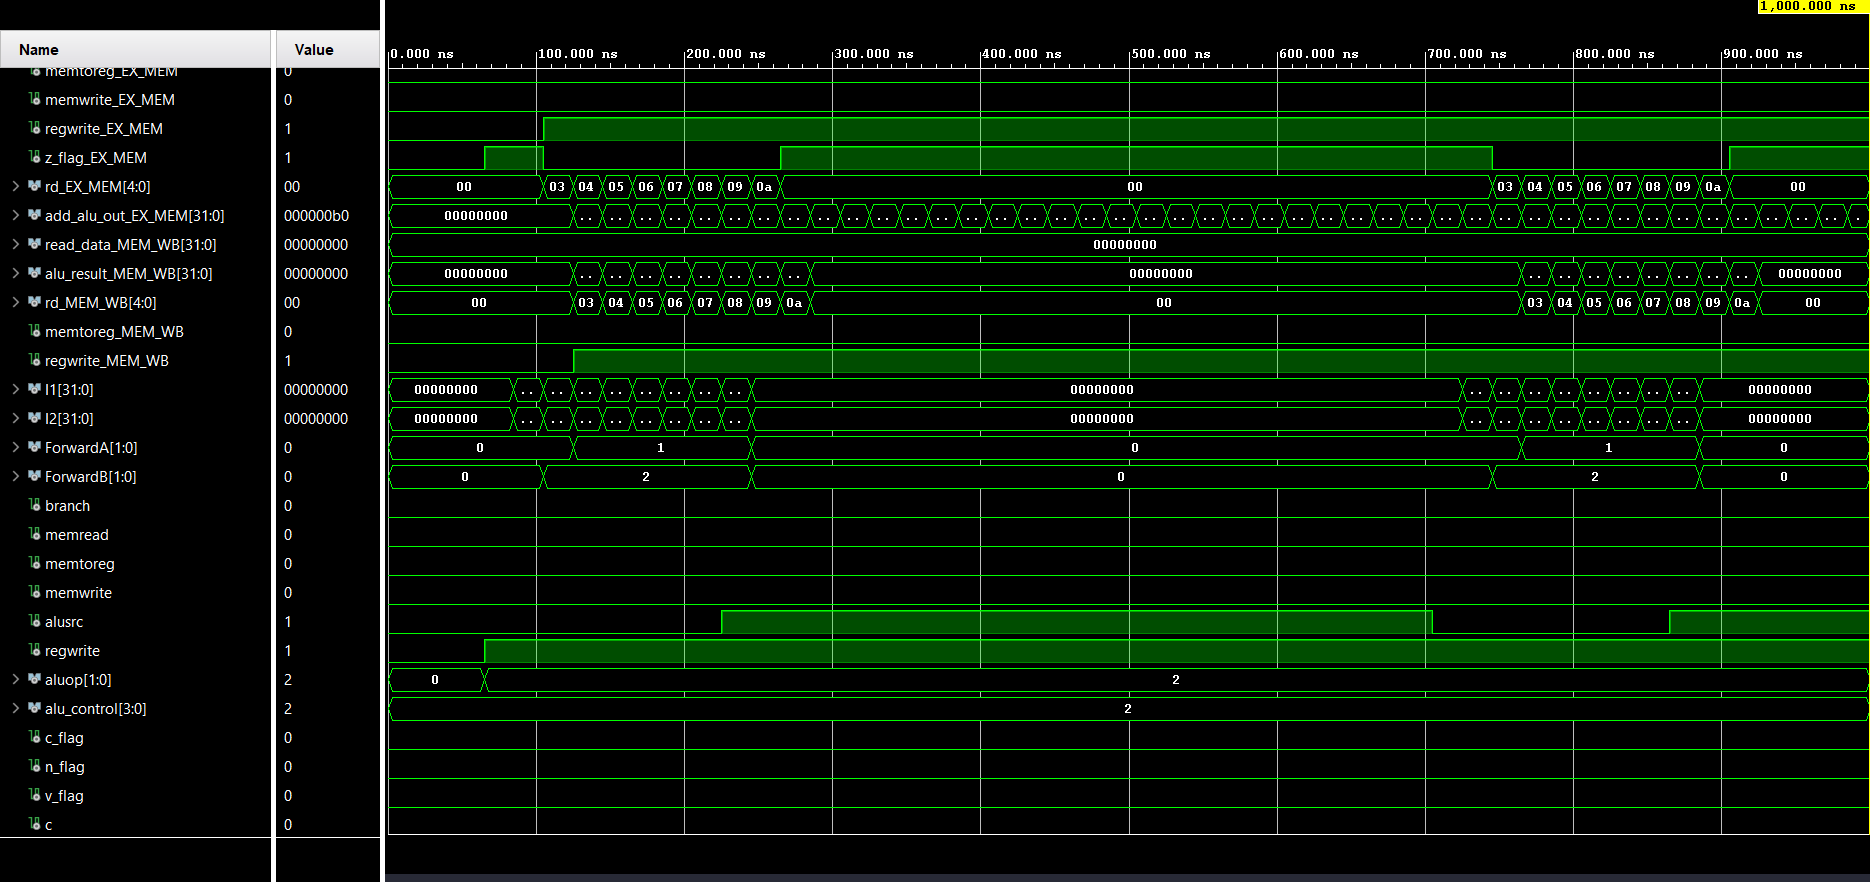 1,000.000 ns
Name Value
0.000 ns 100.000 ns 200.000 ns 300.000 ns 400.000 ns 500.000 ns 600.000 ns 700.000 ns 800.000 ns 900.000 ns
memtoreg_EX_MEM 0
memwrite_EX_MEM 0
regwrite_EX_MEM 1
z_flag_EX_MEM 1
rd_EX_MEM[4:0] 00 00 03 04 05 06 07 08 09 0a 00 03 04 05 06 07 08 09 0a 00
add_alu_out_EX_MEM[31:0] 000000b0 00000000 .. .. .. .. .. .. .. .. .. .. .. .. .. .. .. .. .. .. .. .. .. .. .. .. .. .. .. .. .. .. .. .. .. .. .. .. .. .. .. .. .. .. .. ..
read_data_MEM_WB[31:0] 00000000 00000000
alu_result_MEM_WB[31:0] 00000000 00000000 .. .. .. .. .. .. .. .. 00000000 .. .. .. .. .. .. .. .. 00000000
rd_MEM_WB[4:0] 00 00 03 04 05 06 07 08 09 0a 00 03 04 05 06 07 08 09 0a 00
memtoreg_MEM_WB 0
regwrite_MEM_WB 1
I1[31:0] 00000000 00000000 .. .. .. .. .. .. .. .. 00000000 .. .. .. .. .. .. .. .. 00000000
I2[31:0] 00000000 00000000 .. .. .. .. .. .. .. .. 00000000 .. .. .. .. .. .. .. .. 00000000
ForwardA[1:0] 0 0 1 0 1 0
ForwardB[1:0] 0 0 2 0 2 0
branch 0
memread 0
memtoreg 0
memwrite 0
alusrc 1
regwrite 1
aluop[1:0] 2 0 2
alu_control[3:0] 2 2
c_flag 0
n_flag 0
v_flag 0
c 0